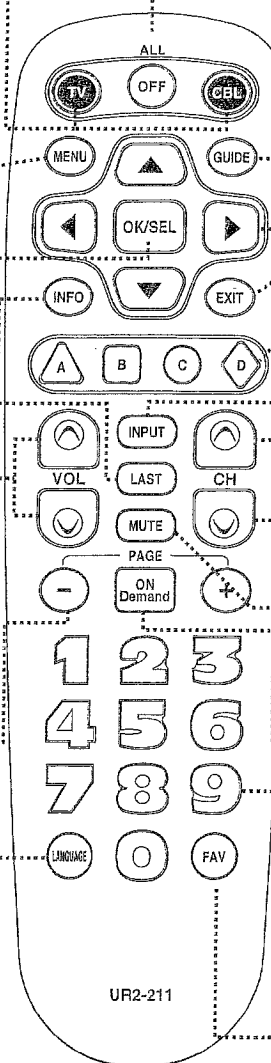 ALL
TV OFF CBL
MENU GUIDE
OK/SEL
INFO EXIT
A B C D
INPUT
VOL LAST CH
MUTE
PAGE
- ON Demand +
1 2 3
4 5 6
7 8 9
LANGUAGE 0 FAV
UR2-211